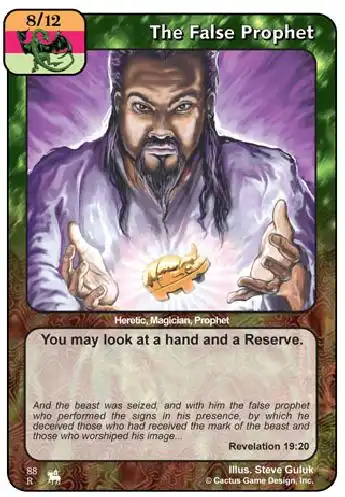 8/12
The False Prophet
Heretic, Magician, Prophet
You may look at a hand and a Reserve.
And the beast was seized, and with him the false prophet
who performed the signs in his presence, by which he
deceived those who had received the mark of the beast and
those who worshiped his image...
Revelation 19:20
Illus. Steve Guluk
R
© Cactus Game Design, Inc.